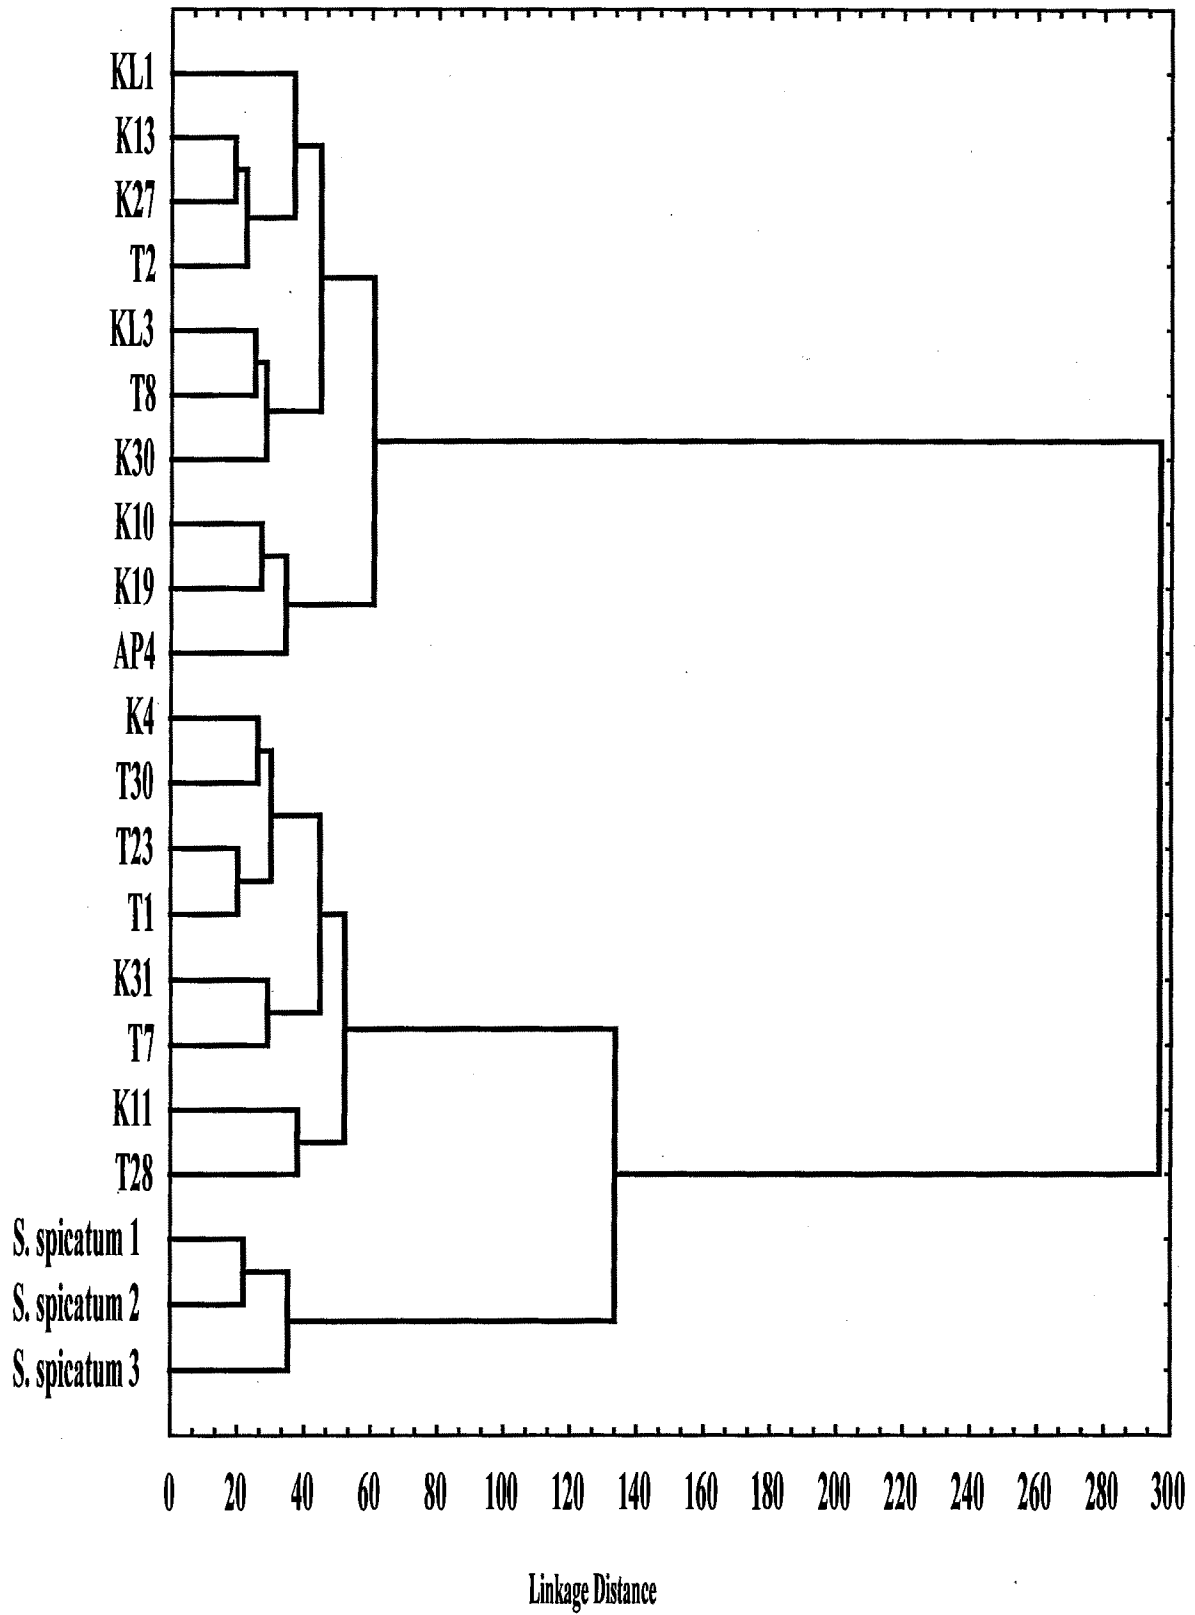 KL1
K13
K27
T2
KL3
T8
K30
K10
K19
AP4
K4
T30
T23
T1
K31
T7
K11
T28
S. spicatum 1
S. spicatum 2
S. spicatum 3
0 20 40 60 80 100 120 140 160 180 200 220 240 260 280 300
Linkage Distance